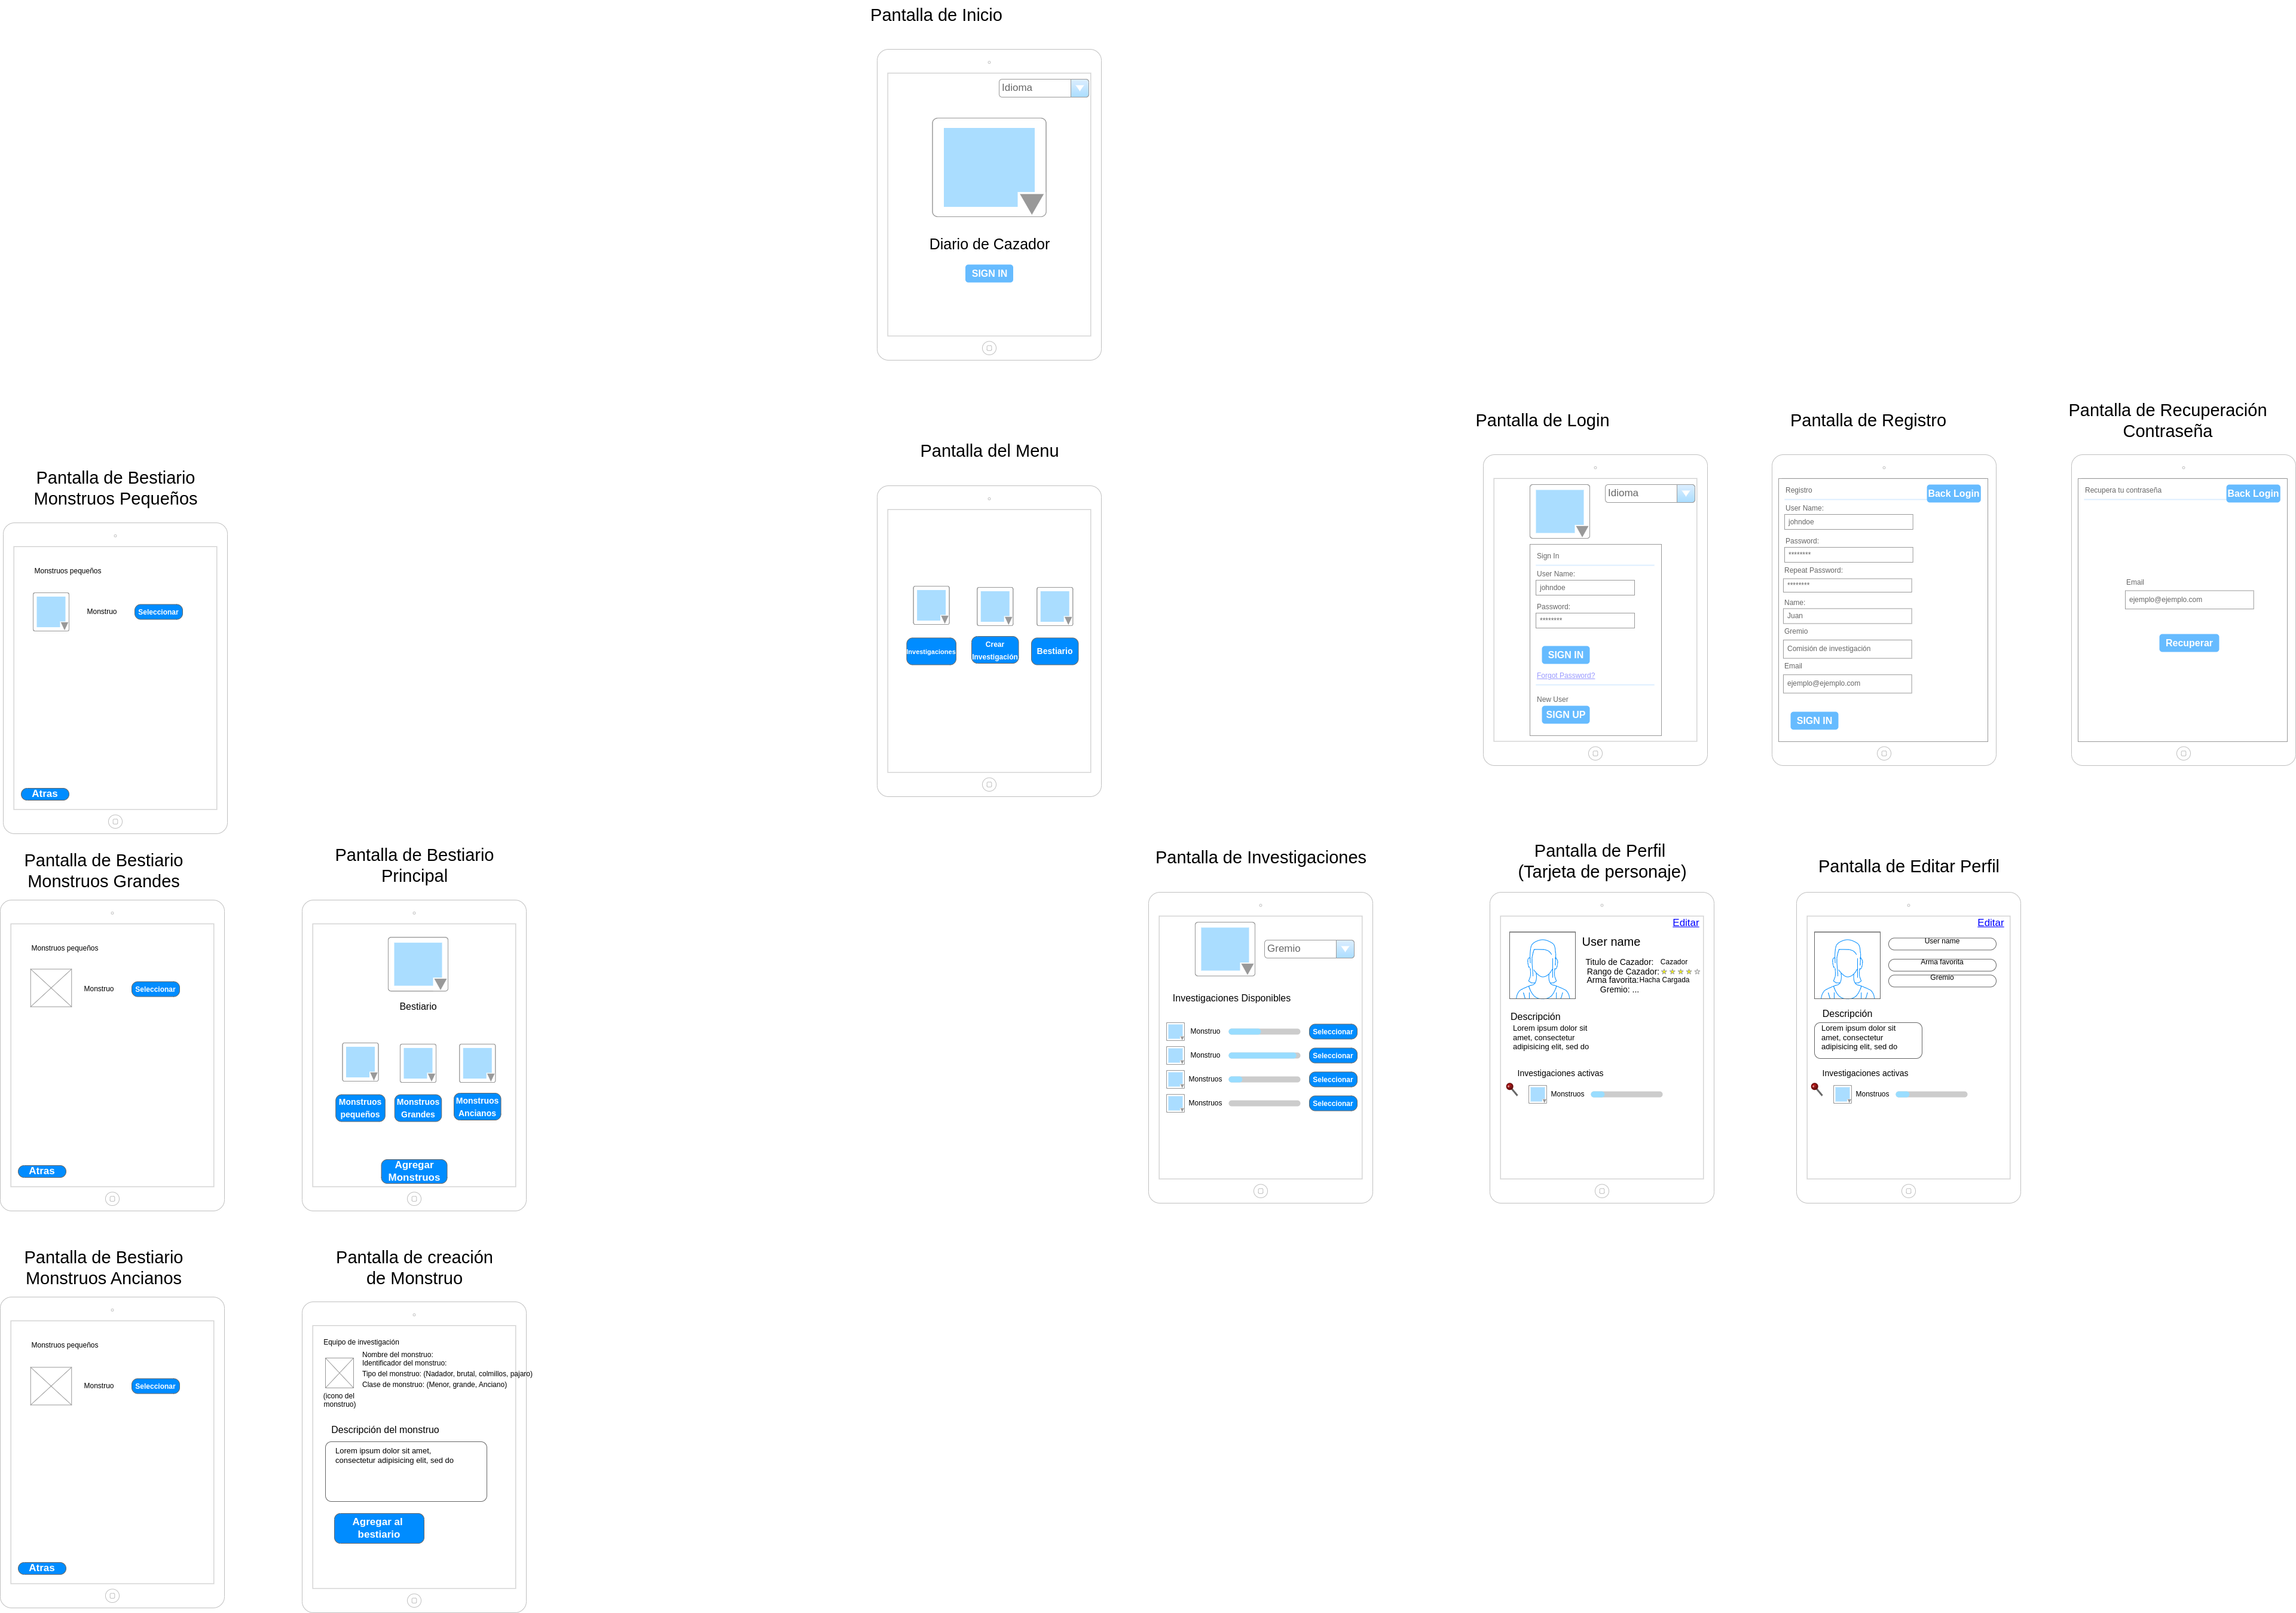 Pantalla de Inicio
Idioma
Diario de Cazador
SIGN IN
Pantalla de Login
Idioma
Sign In
User Name:
johndoe
Password:
********
SIGN IN
Forgot Password?
New User
SIGN UP
Pantalla de Registro
Registro
Back Login
User Name:
johndoe
Password:
********
Repeat Password:
********
Name:
Juan
Gremio
Comisión de investigación
Email
ejemplo@ejemplo.com
SIGN IN
Pantalla de Recuperación
Contraseña
Recupera tu contraseña
Back Login
Email
ejemplo@ejemplo.com
Recuperar
Pantalla del Menu
Investigaciones
Crear
Investigación
Bestiario
Pantalla de Bestiario
Monstruos Pequeños
Monstruos pequeños
Monstruo
Seleccionar
Atras
Pantalla de Bestiario
Monstruos Grandes
Monstruos pequeños
Monstruo
Seleccionar
Atras
Pantalla de Bestiario
Principal
Bestiario
Monstruos
pequeños
Monstruos
Grandes
Monstruos
Ancianos
Agregar
Monstruos
Pantalla de Investigaciones
Gremio
Investigaciones Disponibles
Monstruo
Seleccionar
Monstruo
Seleccionar
Monstruos
Seleccionar
Monstruos
Seleccionar
Pantalla de Perfil
(Tarjeta de personaje)
Editar
User name
Titulo de Cazador: Cazador
Rango de Cazador:
Arma favorita: Hacha Cargada
Gremio: ...
Descripción
Lorem ipsum dolor sit
amet, consectetur
adipisicing elit, sed do
Investigaciones activas
Monstruos
Pantalla de Editar Perfil
Editar
User name
Arma favorita
Gremio
Descripción
Lorem ipsum dolor sit
amet, consectetur
adipisicing elit, sed do
Investigaciones activas
Monstruos
Pantalla de Bestiario
Monstruos Ancianos
Monstruos pequeños
Monstruo
Seleccionar
Atras
Pantalla de creación
de Monstruo
Equipo de investigación
Nombre del monstruo:
Identificador del monstruo:
Tipo del monstruo: (Nadador, brutal, colmillos, pajaro)
Clase de monstruo: (Menor, grande, Anciano)
(icono del
monstruo)
Descripción del monstruo
Lorem ipsum dolor sit amet,
consectetur adipisicing elit, sed do
Agregar al
bestiario